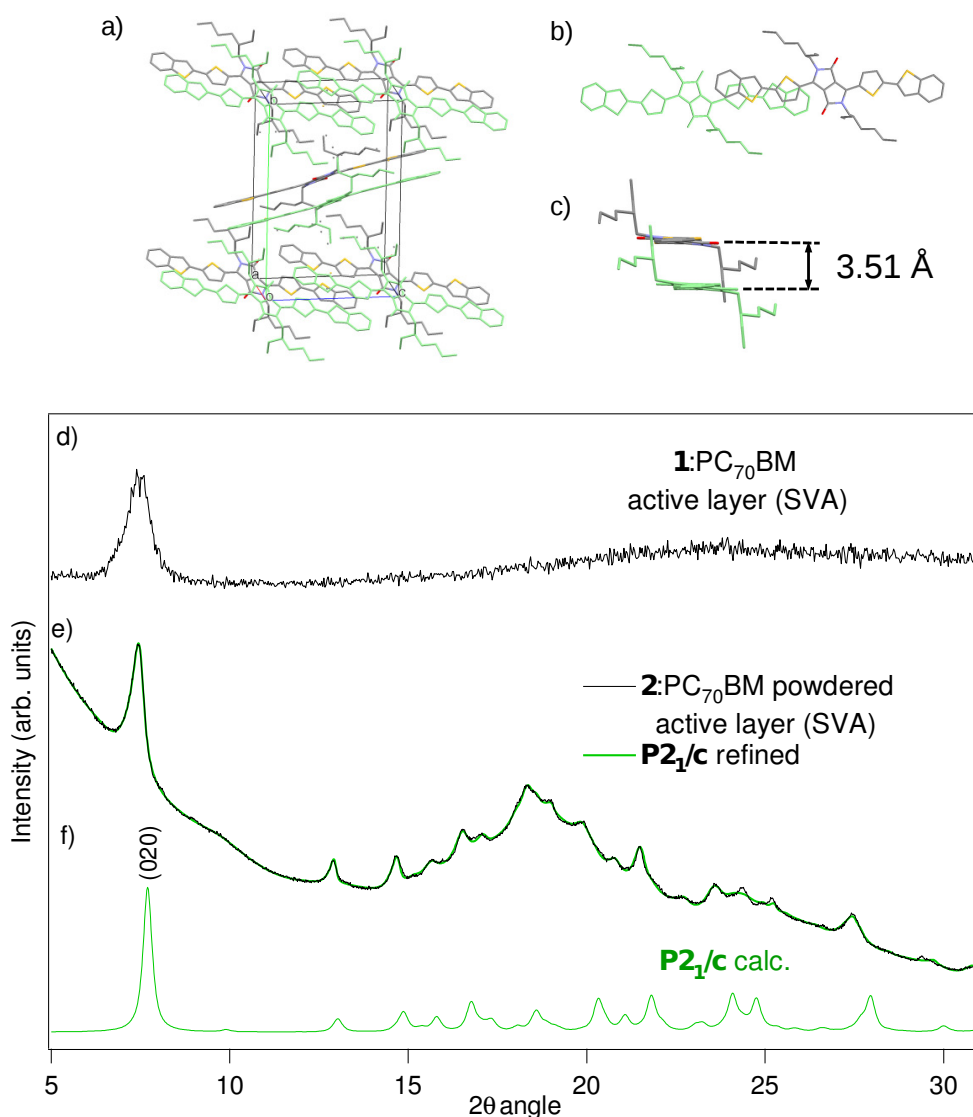 a)
b
a
o
c
b)
c)
3.51 Å
d)
1:PC₇₀BM
active layer (SVA)
e)
2:PC₇₀BM powdered
active layer (SVA)
P2₁/c refined
f)
(020)
P2₁/c calc.
Intensity (arb. units)
5 10 15 20 25 30
2θ angle